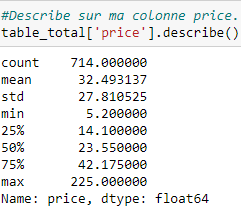 #Describe sur ma colonne price.
table_total['price'].describe()
count    714.000000
mean      32.493137
std       27.810525
min        5.200000
25%       14.100000
50%       23.550000
75%       42.175000
max      225.000000
Name: price, dtype: float64